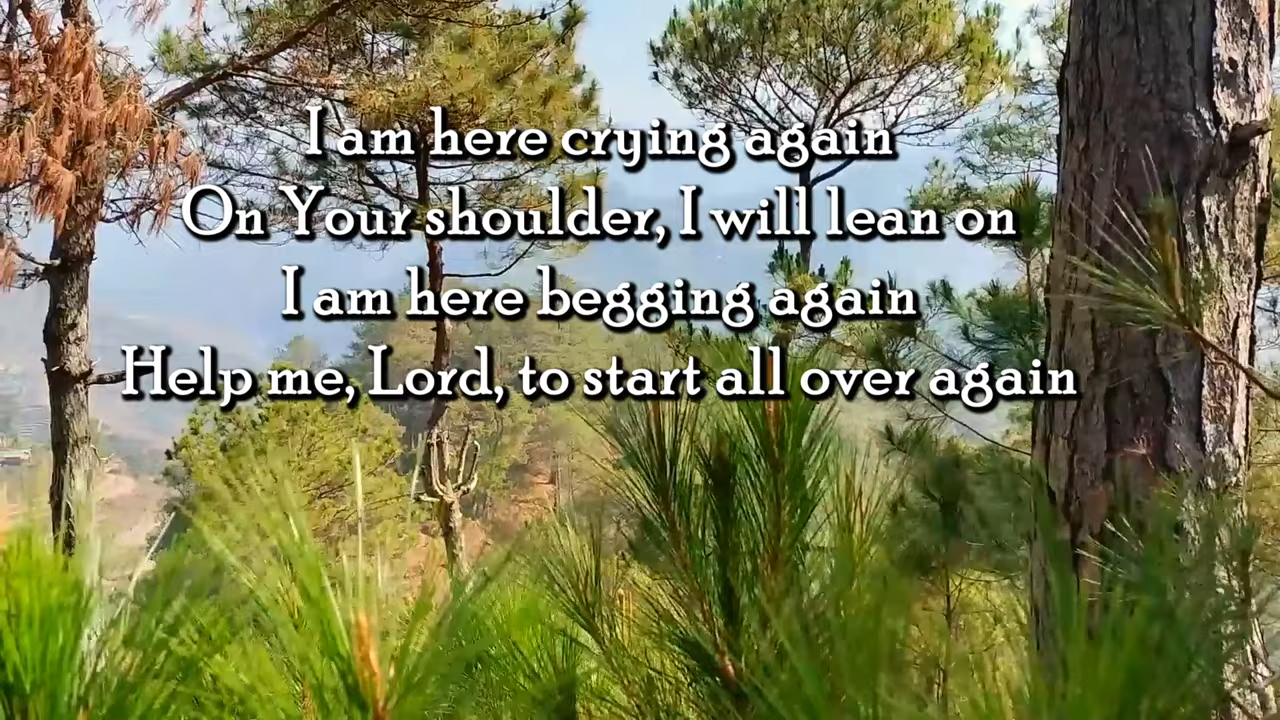 I am here crying again
On Your shoulder, I will lean on
I am here begging again
Help me, Lord, to start all over again